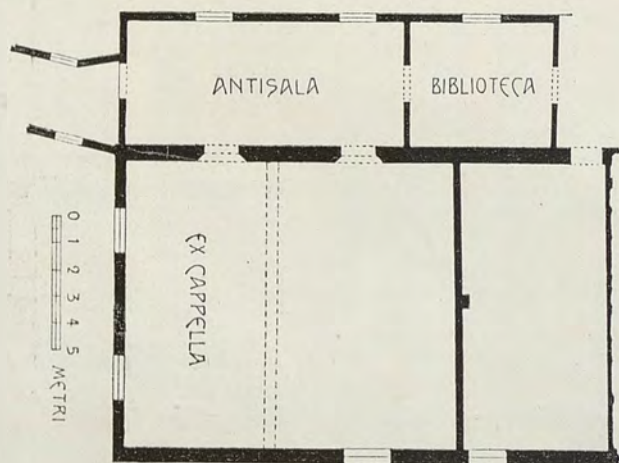 ANTISALA
BIBLIOTECA
EX CAPPELLA
0 1 2 3 4 5
METRI